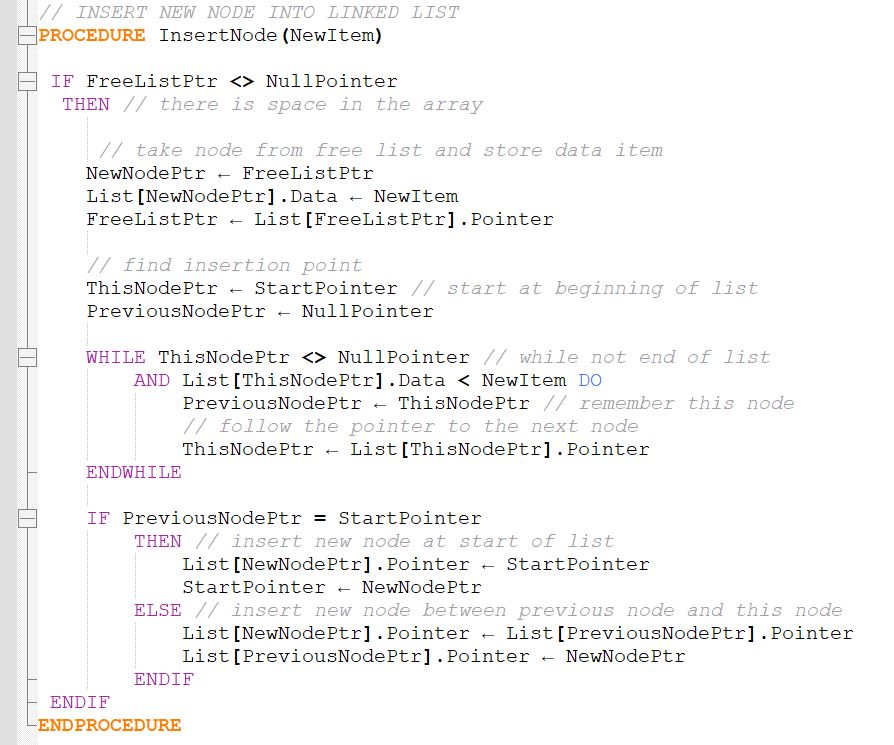 // INSERT NEW NODE INTO LINKED LIST
PROCEDURE InsertNode(NewItem)
IF FreeListPtr <> NullPointer
THEN // there is space in the array
// take node from free list and store data item
NewNodePtr ← FreeListPtr
List[NewNodePtr].Data ← NewItem
FreeListPtr ← List[FreeListPtr].Pointer
// find insertion point
ThisNodePtr ← StartPointer // start at beginning of list
PreviousNodePtr ← NullPointer
WHILE ThisNodePtr <> NullPointer // while not end of list
AND List[ThisNodePtr].Data < NewItem DO
PreviousNodePtr ← ThisNodePtr // remember this node
// follow the pointer to the next node
ThisNodePtr ← List[ThisNodePtr].Pointer
ENDWHILE
IF PreviousNodePtr = StartPointer
THEN // insert new node at start of list
List[NewNodePtr].Pointer ← StartPointer
StartPointer ← NewNodePtr
ELSE // insert new node between previous node and this node
List[NewNodePtr].Pointer ← List[PreviousNodePtr].Pointer
List[PreviousNodePtr].Pointer ← NewNodePtr
ENDIF
ENDIF
ENDPROCEDURE